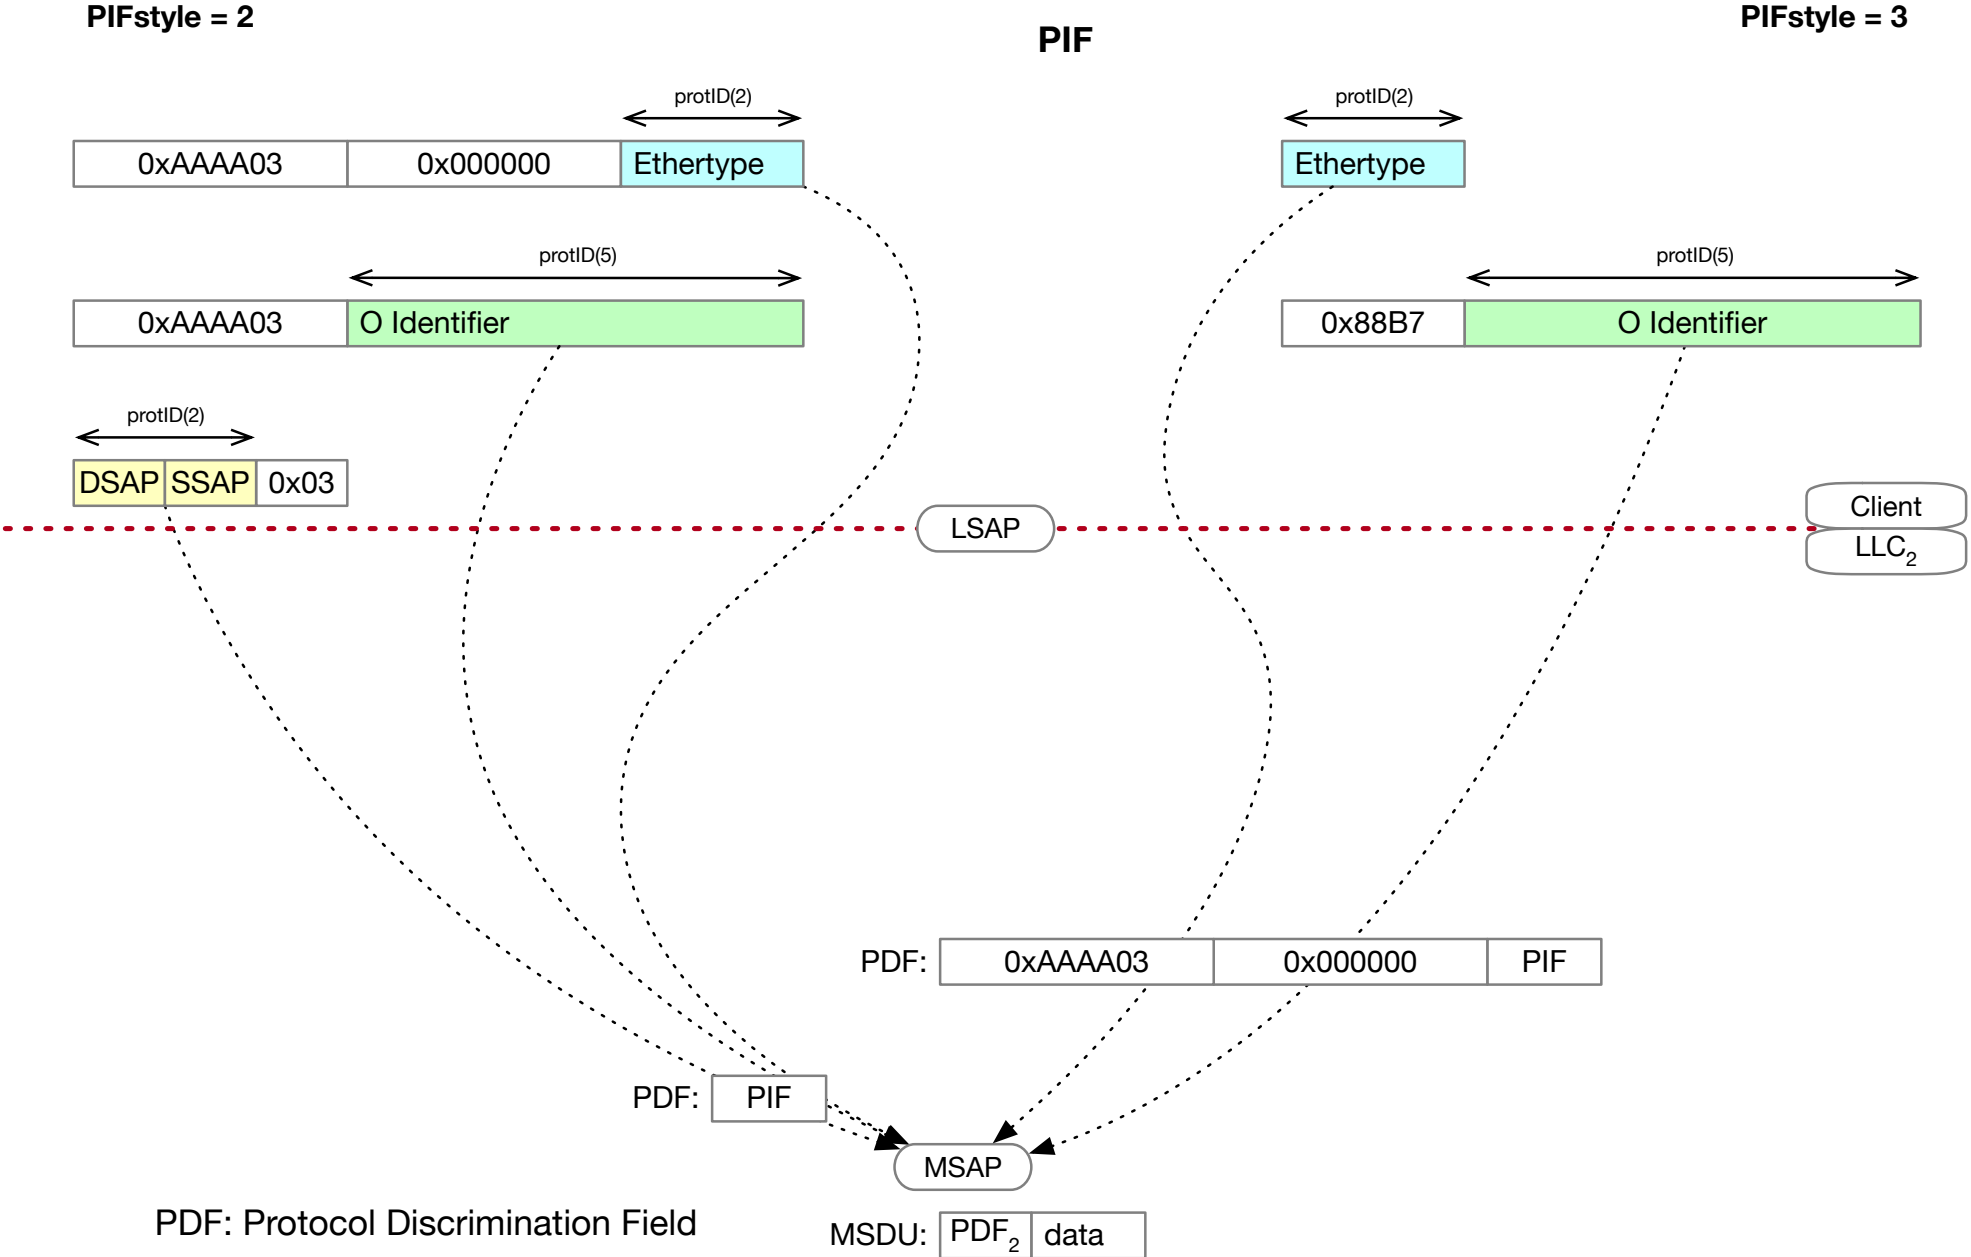 PIFstyle = 2
PIF
PIFstyle = 3
protID(2)
protID(2)
0xAAAA03 0x000000 Ethertype
Ethertype
protID(5)
protID(5)
0xAAAA03 O Identifier
0x88B7 O Identifier
protID(2)
DSAP SSAP 0x03
Client
LSAP
LLC2
PDF: 0xAAAA03 0x000000 PIF
PDF: PIF
MSAP
PDF: Protocol Discrimination Field
MSDU: PDF2 data